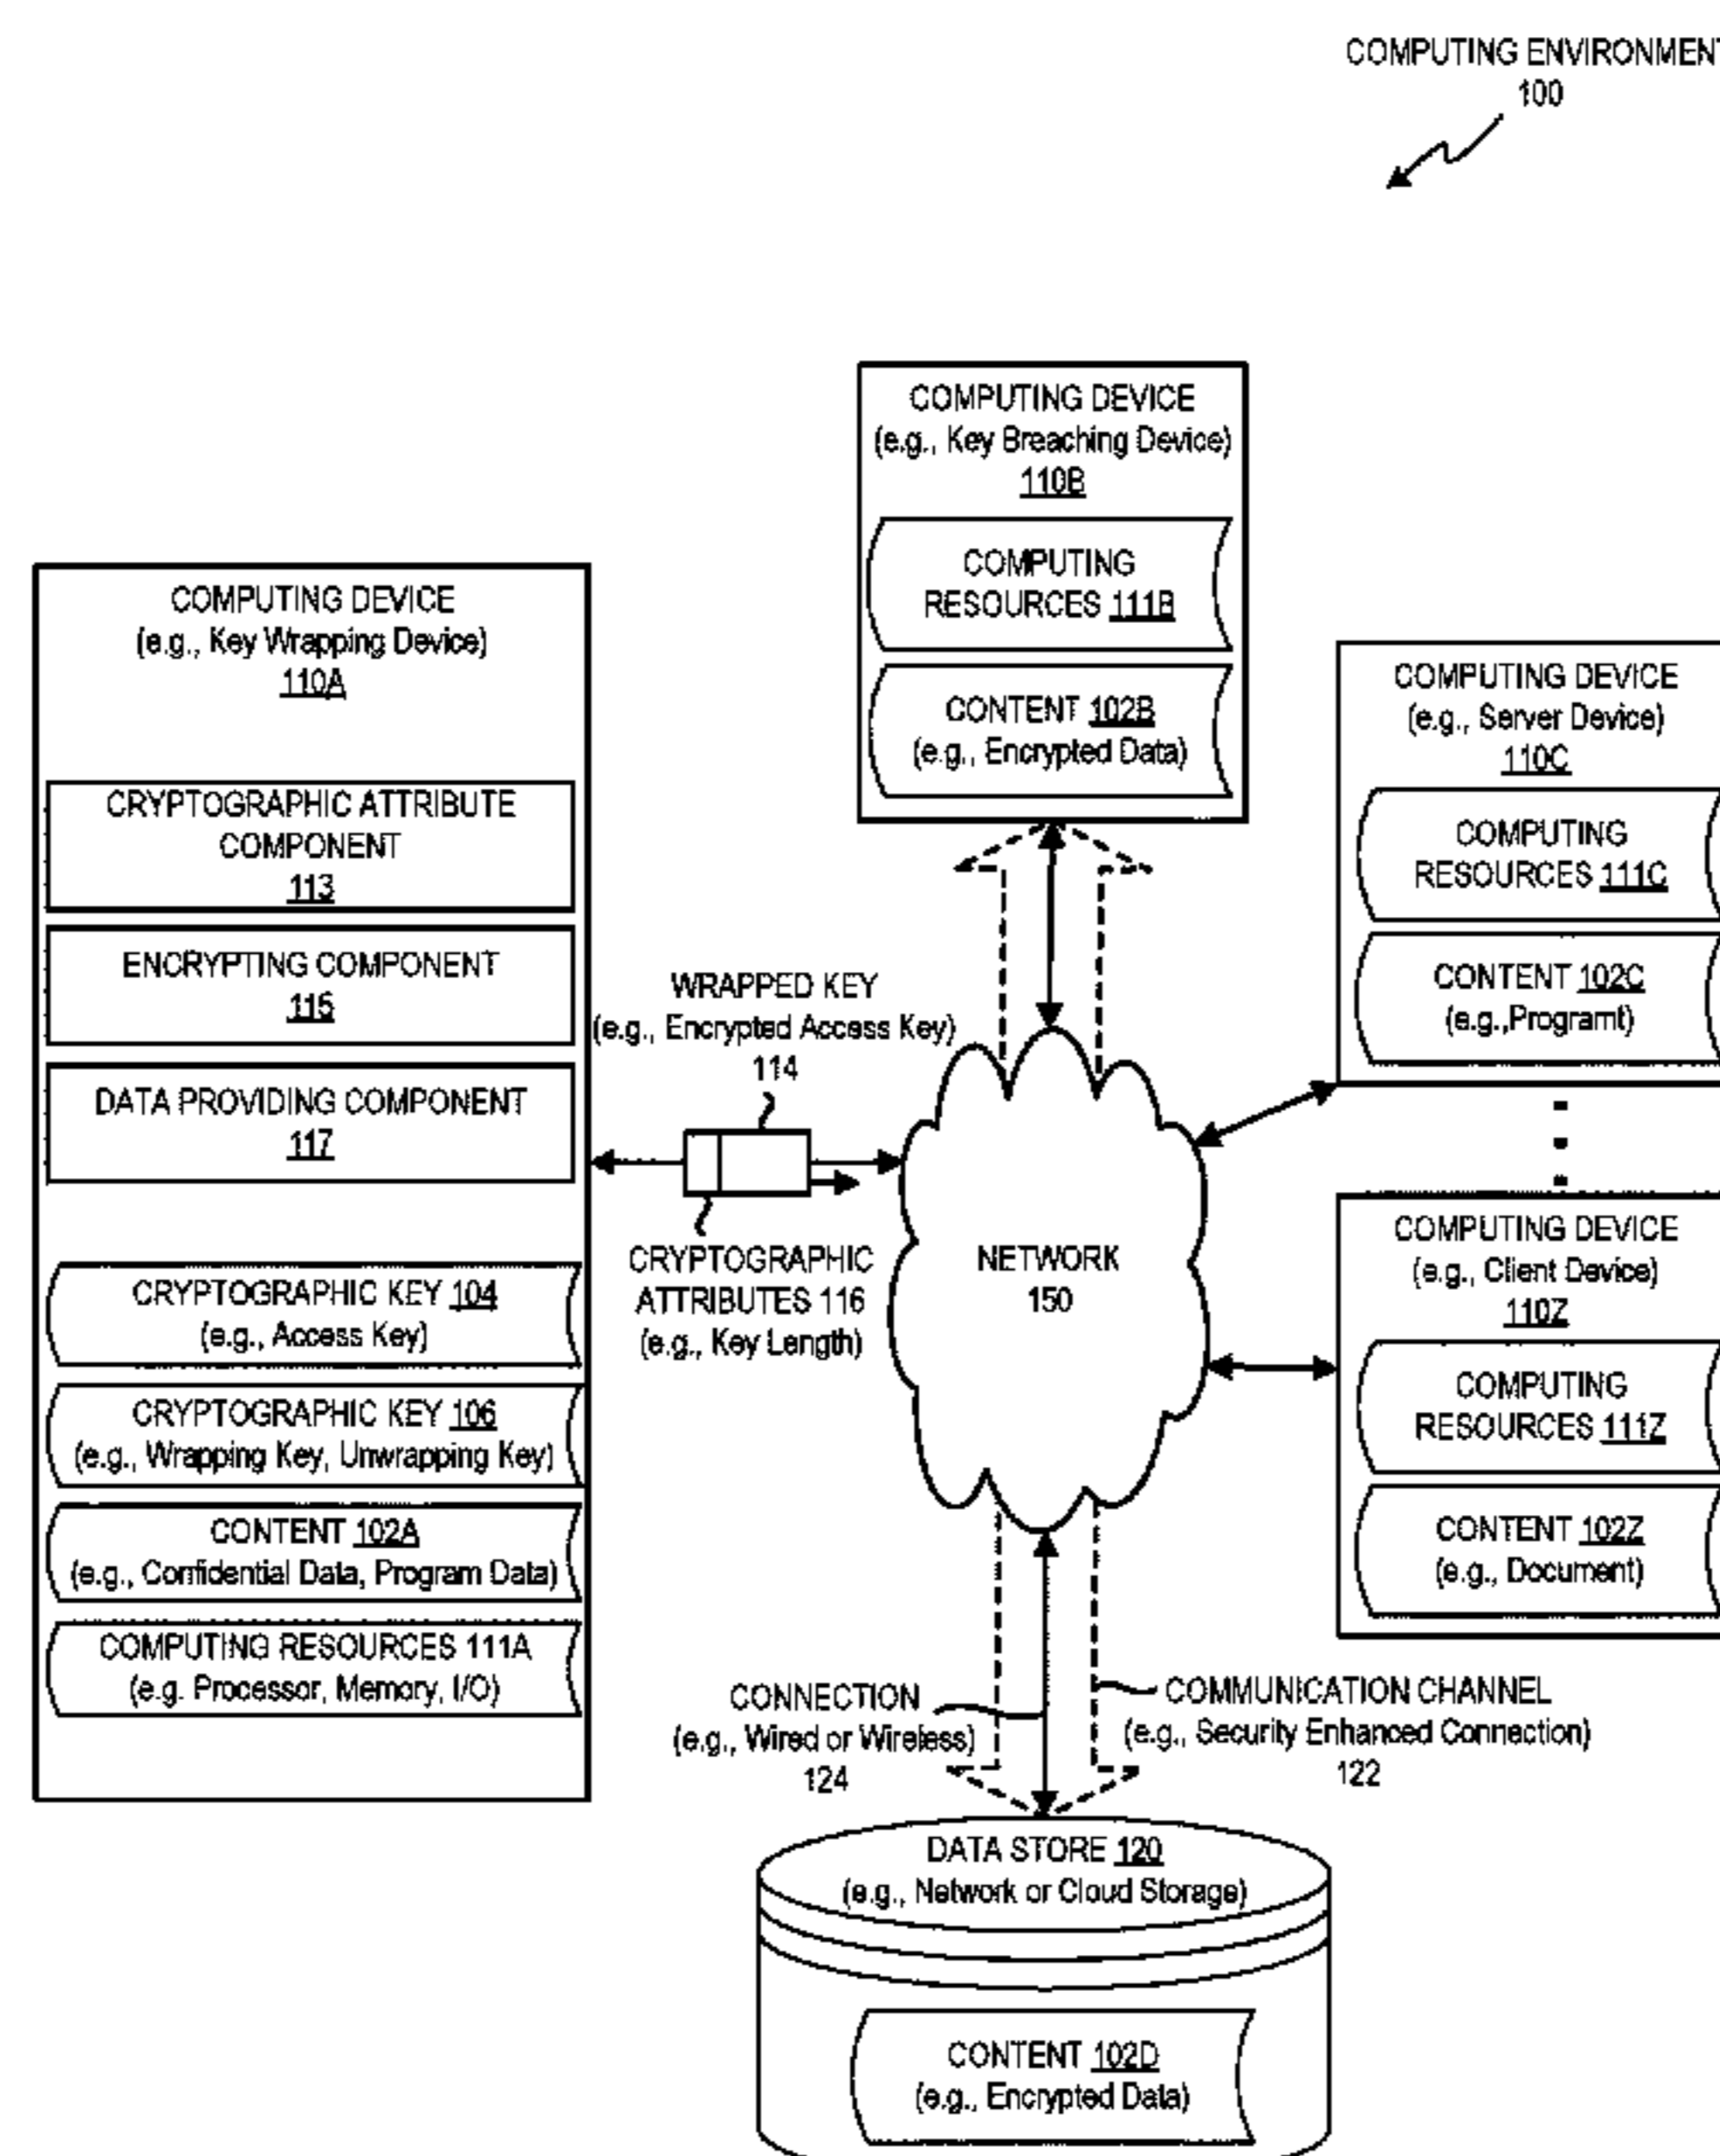 COMPUTING ENVIRONMENT
100
COMPUTING DEVICE
(e.g., Key Breaching Device)
110B
COMPUTING
RESOURCES 111B
CONTENT 102B
(e.g., Encrypted Data)
COMPUTING DEVICE
(e.g., Key Wrapping Device)
110A
CRYPTOGRAPHIC ATTRIBUTE
COMPONENT
113
ENCRYPTING COMPONENT
115
DATA PROVIDING COMPONENT
117
CRYPTOGRAPHIC KEY 104
(e.g., Access Key)
CRYPTOGRAPHIC KEY 106
(e.g., Wrapping Key, Unwrapping Key)
CONTENT 102A
(e.g., Confidential Data, Program Data)
COMPUTING RESOURCES 111A
(e.g. Processor, Memory, I/O)
WRAPPED KEY
(e.g., Encrypted Access Key)
114
CRYPTOGRAPHIC
ATTRIBUTES 116
(e.g., Key Length)
NETWORK
150
COMPUTING DEVICE
(e.g., Server Device)
110C
COMPUTING
RESOURCES 111C
CONTENT 102C
(e.g.,Programt)
COMPUTING DEVICE
(e.g., Client Device)
110Z
COMPUTING
RESOURCES 111Z
CONTENT 102Z
(e.g., Document)
CONNECTION
(e.g., Wired or Wireless)
124
COMMUNICATION CHANNEL
(e.g., Security Enhanced Connection)
122
DATA STORE 120
(e.g., Network or Cloud Storage)
CONTENT 102D
(e.g., Encrypted Data)